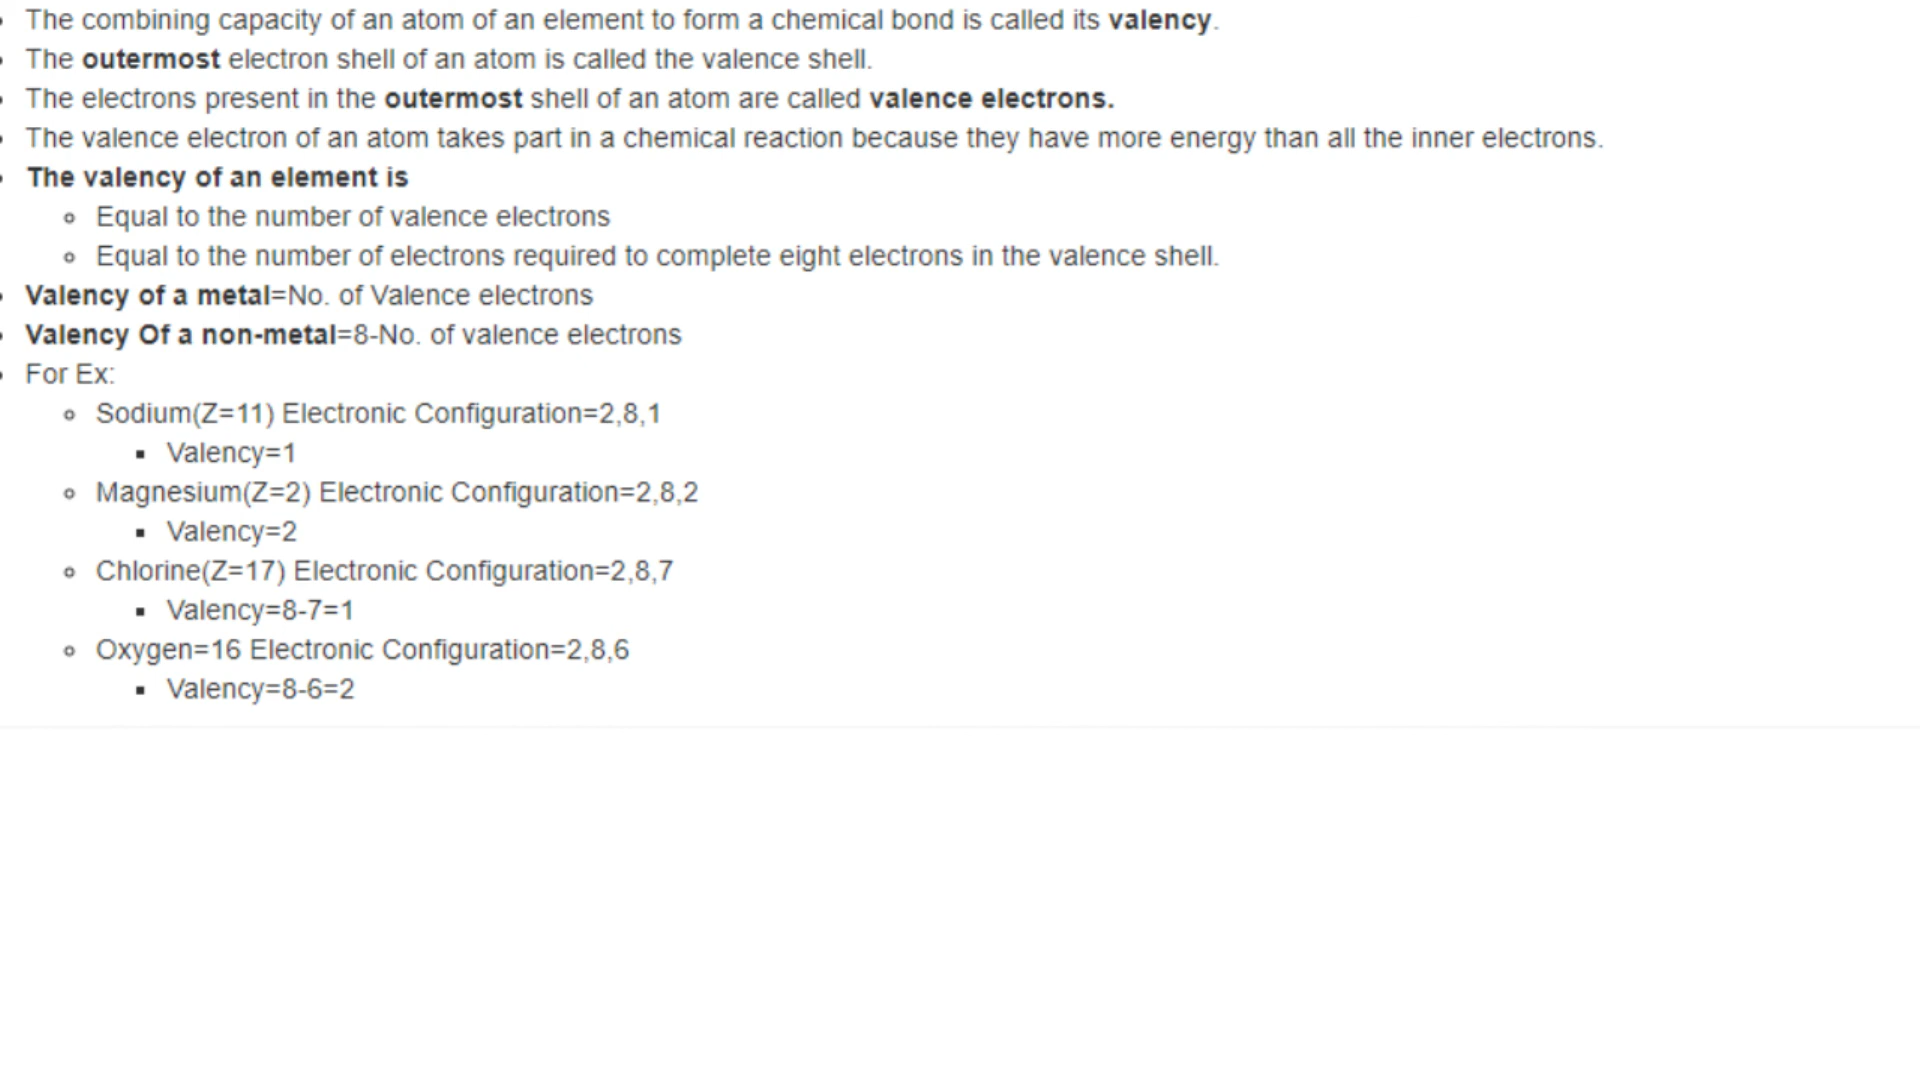 The combining capacity of an atom of an element to form a chemical bond is called its valency.
The outermost electron shell of an atom is called the valence shell.
The electrons present in the outermost shell of an atom are called valence electrons.
The valence electron of an atom takes part in a chemical reaction because they have more energy than all the inner electrons.
The valency of an element is
Equal to the number of valence electrons
Equal to the number of electrons required to complete eight electrons in the valence shell.
Valency of a metal=No. of Valence electrons
Valency Of a non-metal=8-No. of valence electrons
For Ex:
Sodium(Z=11) Electronic Configuration=2,8,1
Valency=1
Magnesium(Z=2) Electronic Configuration=2,8,2
Valency=2
Chlorine(Z=17) Electronic Configuration=2,8,7
Valency=8-7=1
Oxygen=16 Electronic Configuration=2,8,6
Valency=8-6=2